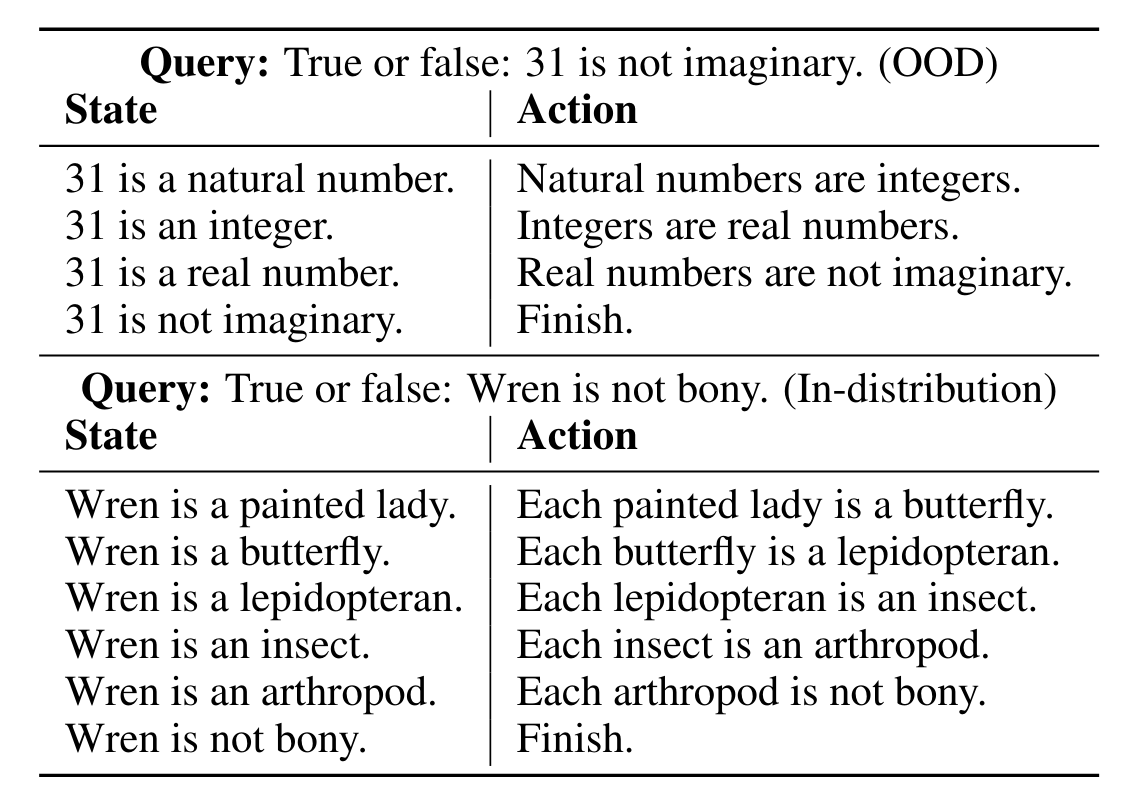 Query: True or false: 31 is not imaginary. (OOD)
State | Action
31 is a natural number. | Natural numbers are integers.
31 is an integer. | Integers are real numbers.
31 is a real number. | Real numbers are not imaginary.
31 is not imaginary. | Finish.
Query: True or false: Wren is not bony. (In-distribution)
State | Action
Wren is a painted lady. | Each painted lady is a butterfly.
Wren is a butterfly. | Each butterfly is a lepidopteran.
Wren is a lepidopteran. | Each lepidopteran is an insect.
Wren is an insect. | Each insect is an arthropod.
Wren is an arthropod. | Each arthropod is not bony.
Wren is not bony. | Finish.